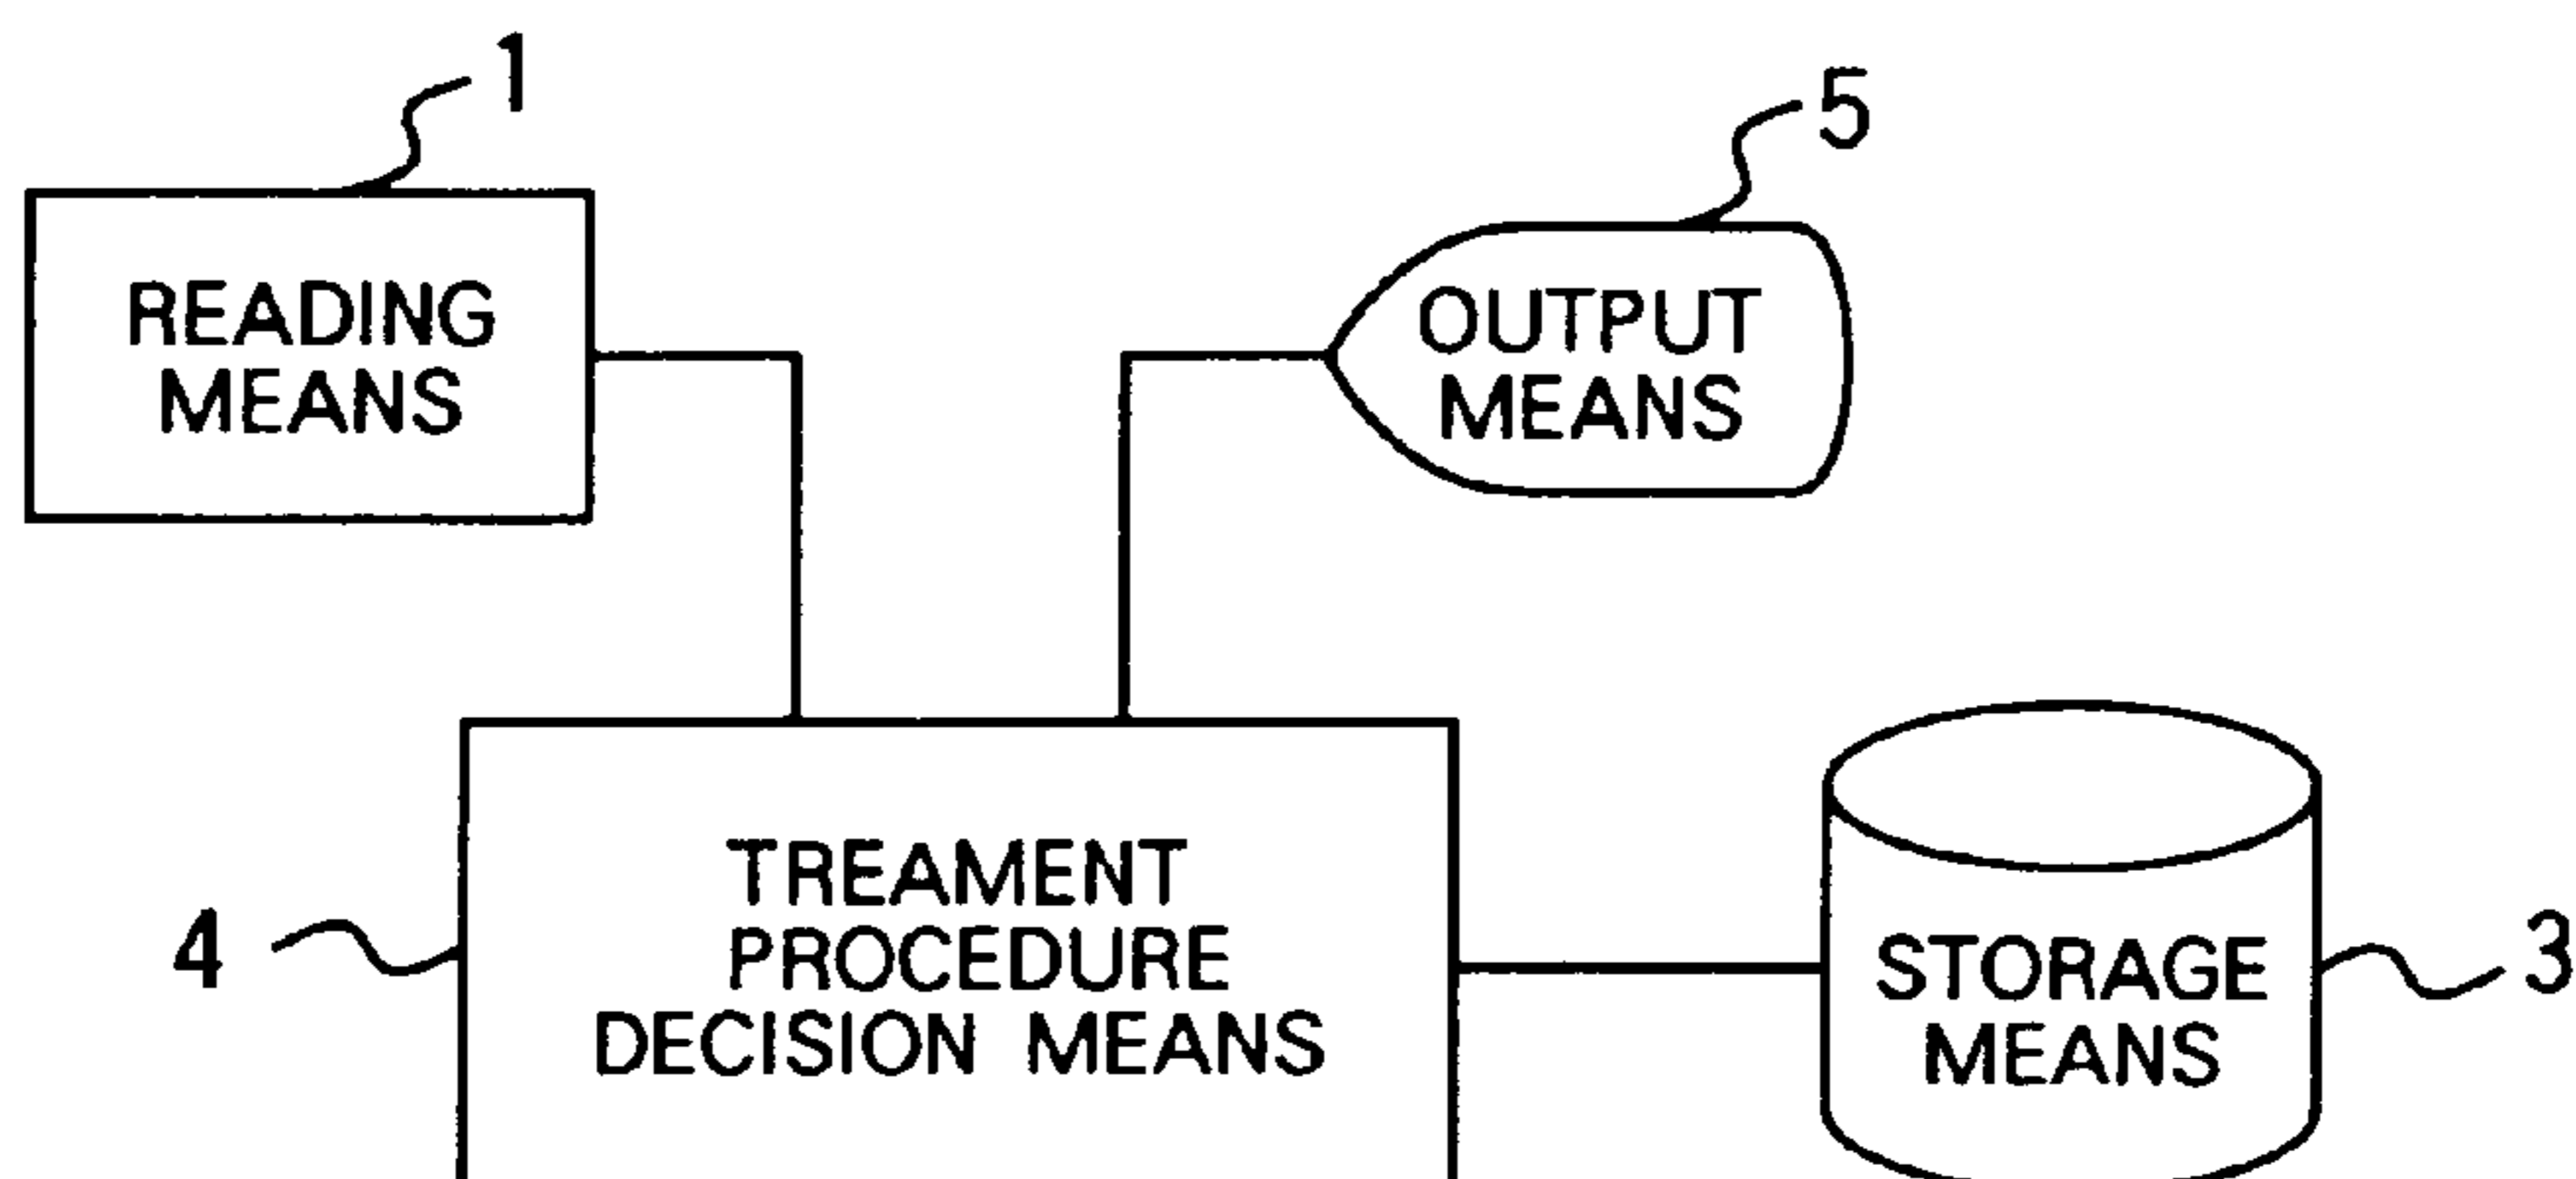 1
5
READING
MEANS
OUTPUT
MEANS
TREAMENT
PROCEDURE
DECISION MEANS
4
STORAGE
MEANS
3